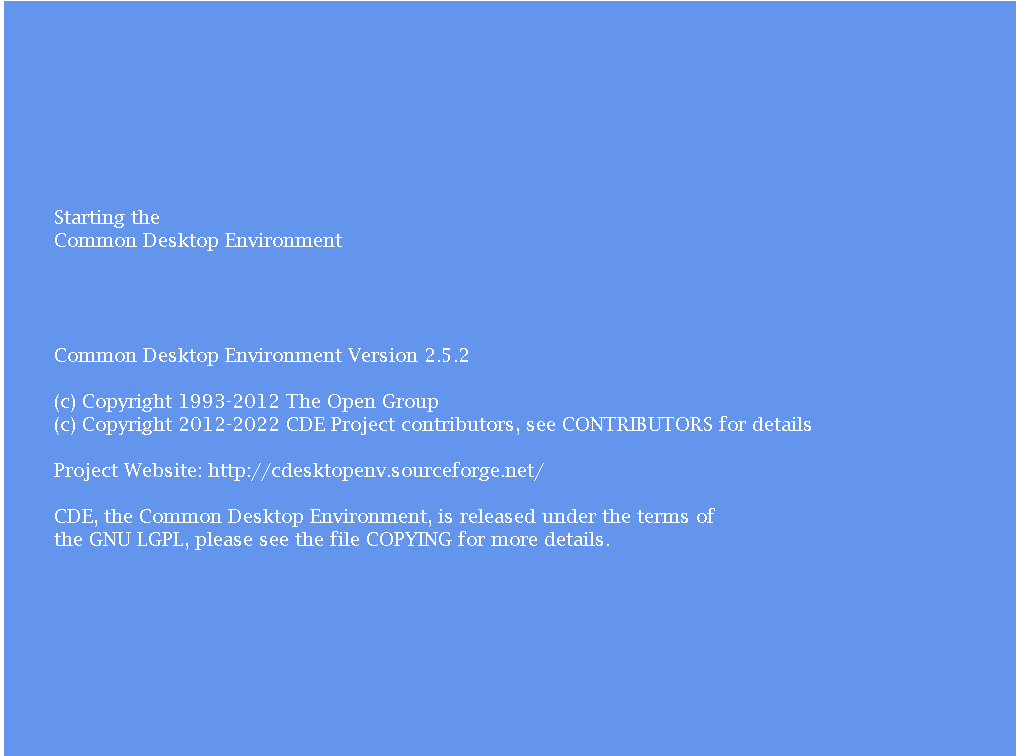 Starting the
Common Desktop Environment
Common Desktop Environment Version 2.5.2
(c) Copyright 1993-2012 The Open Group
(c) Copyright 2012-2022 CDE Project contributors, see CONTRIBUTORS for details
Project Website: http://cdesktopenv.sourceforge.net/
CDE, the Common Desktop Environment, is released under the terms of
the GNU LGPL, please see the file COPYING for more details.